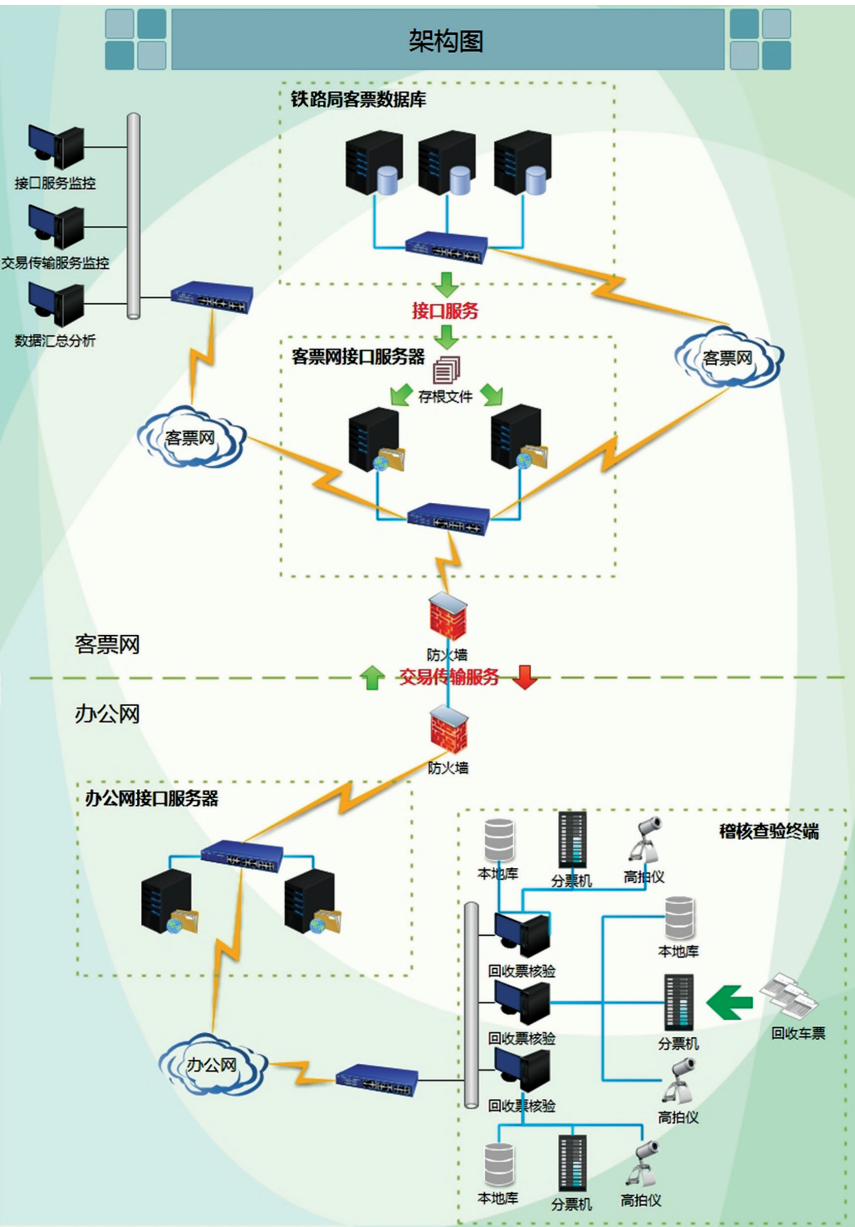 架构图
铁路局客票数据库
接口服务监控
交易传输服务监控
数据汇总分析
接口服务
客票网接口服务器
存根文件
客票网
客票网
防火墙
客票网
交易传输服务
办公网
防火墙
办公网接口服务器
稽核查验终端
本地库
分票机
高拍仪
回收票核验
本地库
回收票核验
分票机
回收车票
办公网
回收票核验
高拍仪
本地库
分票机
高拍仪